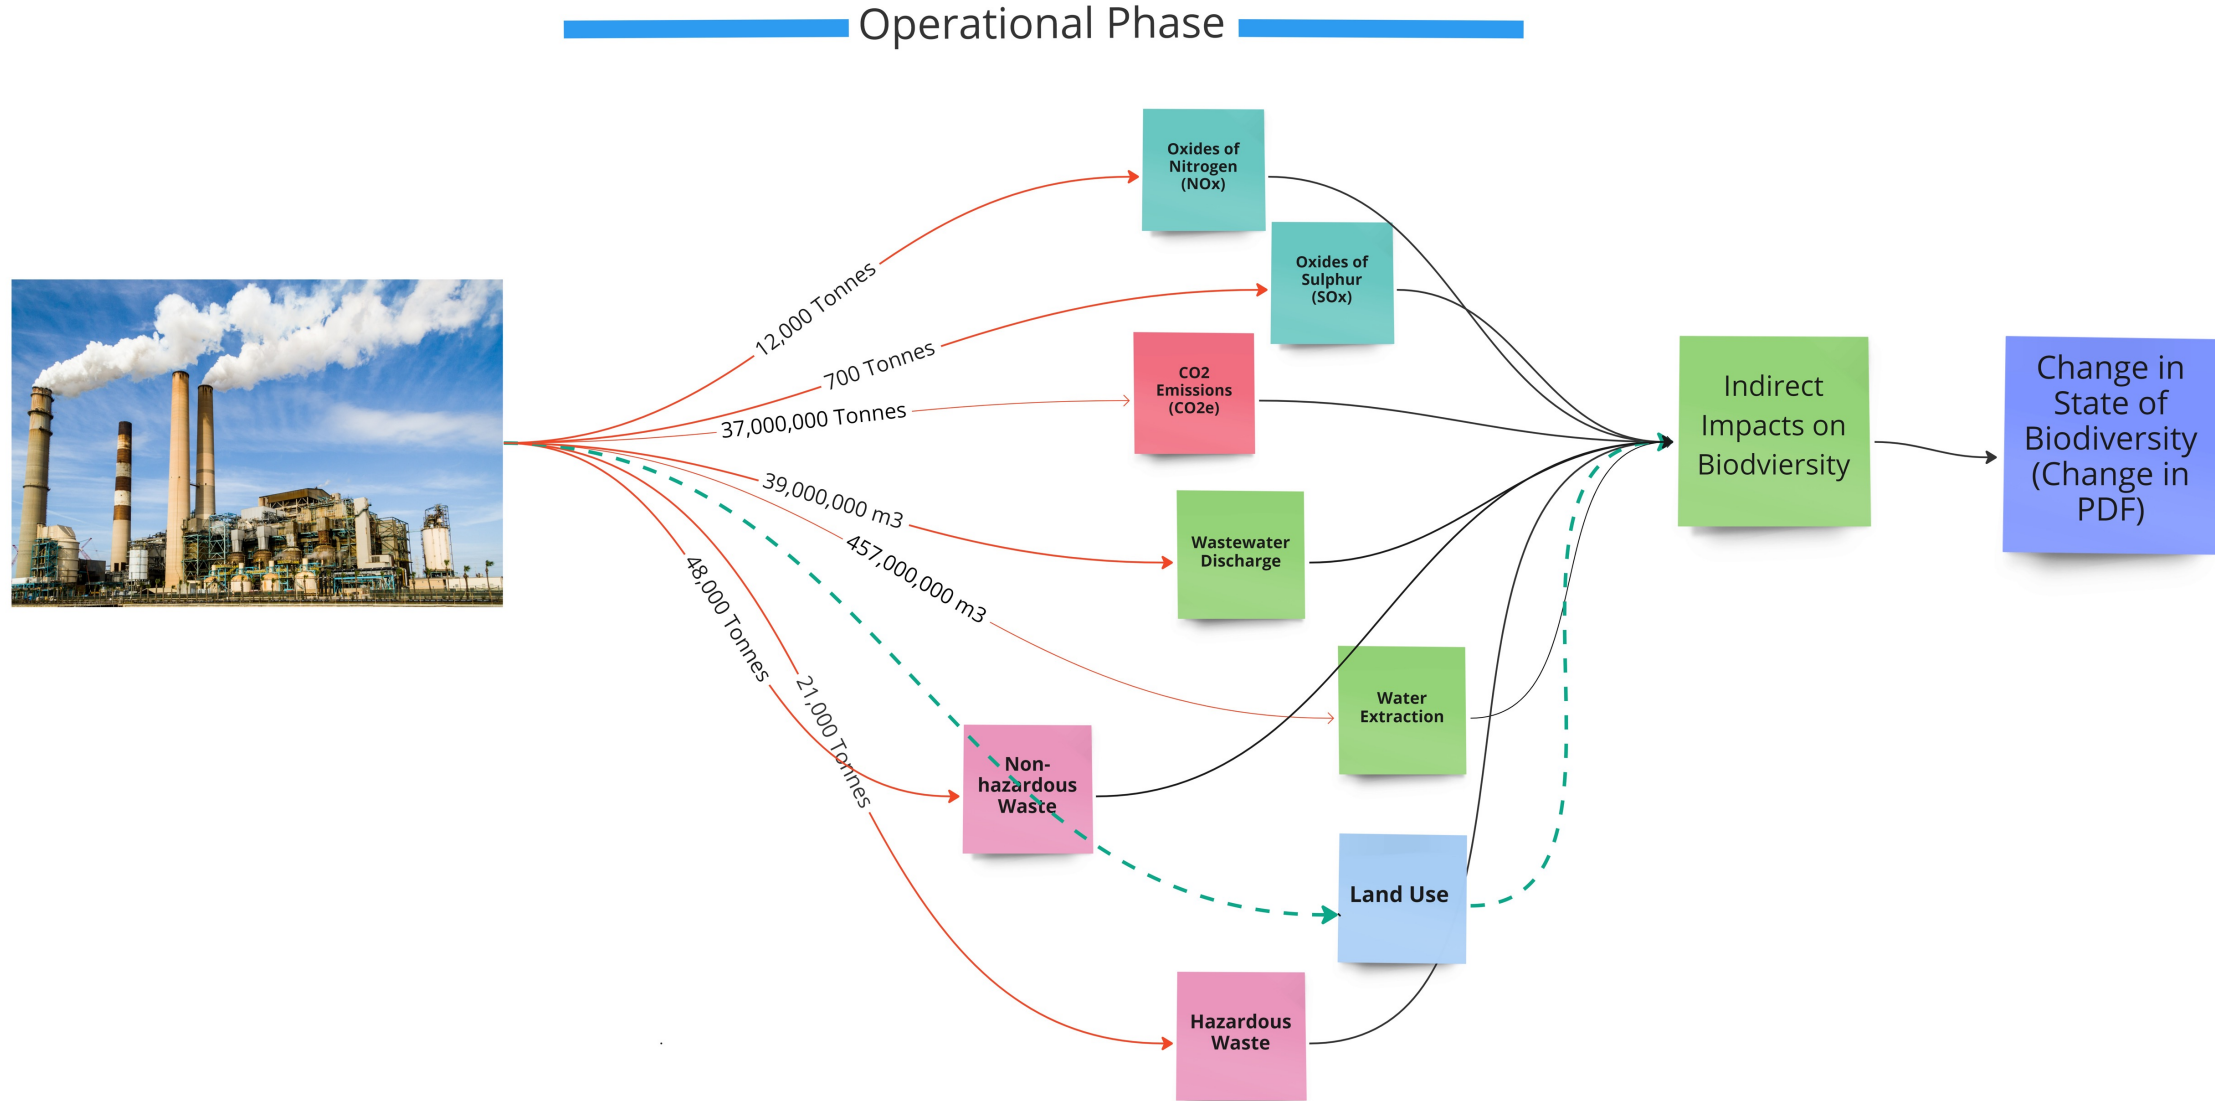 Operational Phase
Oxides of
Nitrogen
(NOx)
12,000 Tonnes
Oxides of
Sulphur
(SOx)
700 Tonnes
CO2
Emissions
(CO2e)
37,000,000 Tonnes
39,000,000 m3
Wastewater
Discharge
457,000,000 m3
Water
Extraction
48,000 Tonnes
21,000 Tonnes
Non-
hazardous
Waste
Land Use
Hazardous
Waste
Indirect
Impacts on
Biodviersity
Change in
State of
Biodiversity
(Change in
PDF)